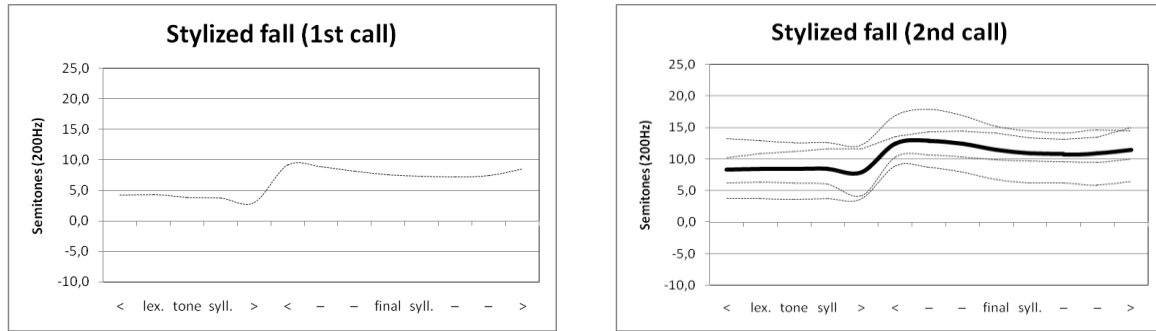 Stylized fall (1st call)
25,0
20,0
15,0
10,0
5,0
0,0
-5,0
-10,0
Semitones (200Hz)
< lex. tone syll. > < – – final syll. – – >
Stylized fall (2nd call)
25,0
20,0
15,0
10,0
5,0
0,0
-5,0
-10,0
Semitones (200Hz)
< lex. tone syll > < – – final syll. – – >